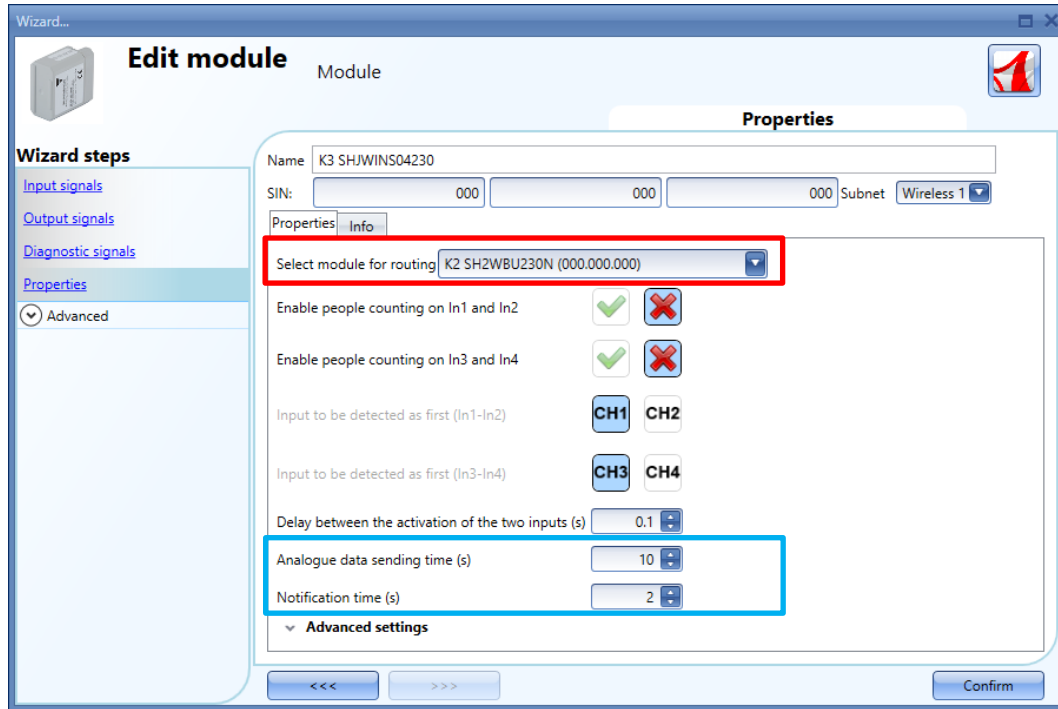 Wizard...
Edit module
Module
Properties
Wizard steps
Input signals
Output signals
Diagnostic signals
Properties
Advanced
Name K3 SHJWINS04230
SIN: 000 000 000 Subnet Wireless 1
Properties Info
Select module for routing K2 SH2WBU230N (000.000.000)
Enable people counting on In1 and In2
Enable people counting on In3 and In4
Input to be detected as first (In1-In2) CH1 CH2
Input to be detected as first (In3-In4) CH3 CH4
Delay between the activation of the two inputs (s) 0.1
Analogue data sending time (s) 10
Notification time (s) 2
Advanced settings
<<< >>> Confirm